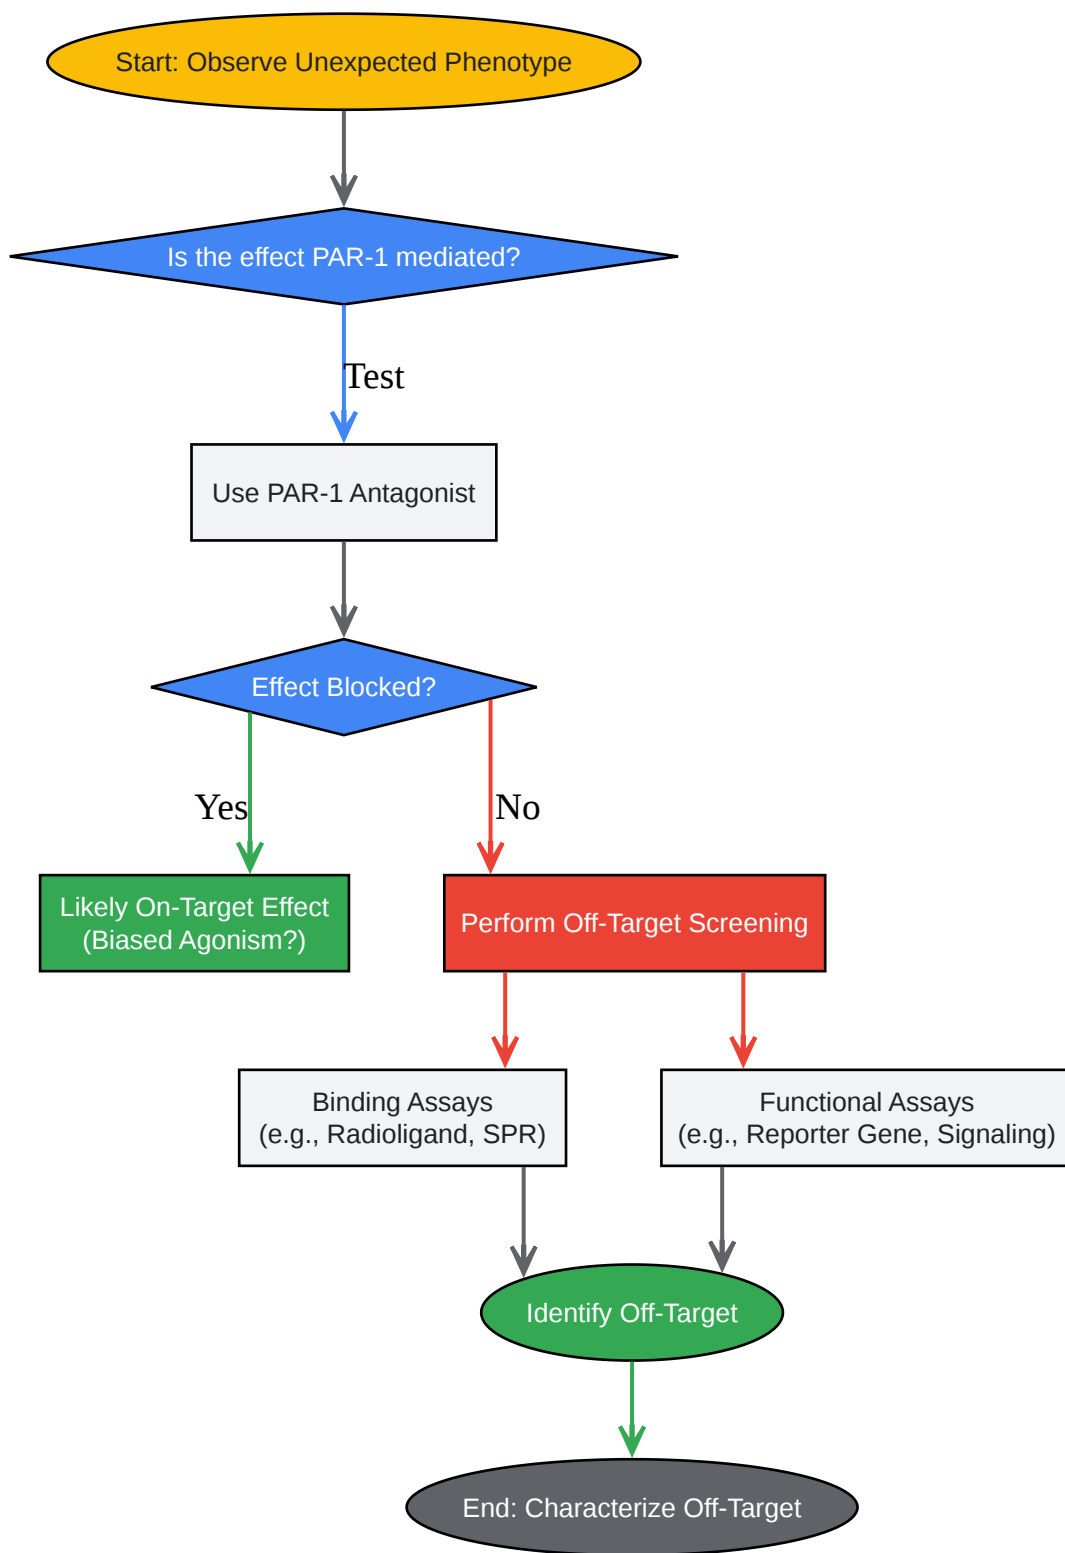 Start: Observe Unexpected Phenotype
Is the effect PAR-1 mediated?
Test
Use PAR-1 Antagonist
Effect Blocked?
Yes
No
Likely On-Target Effect
(Biased Agonism?)
Perform Off-Target Screening
Binding Assays
(e.g., Radioligand, SPR)
Functional Assays
(e.g., Reporter Gene, Signaling)
Identify Off-Target
End: Characterize Off-Target